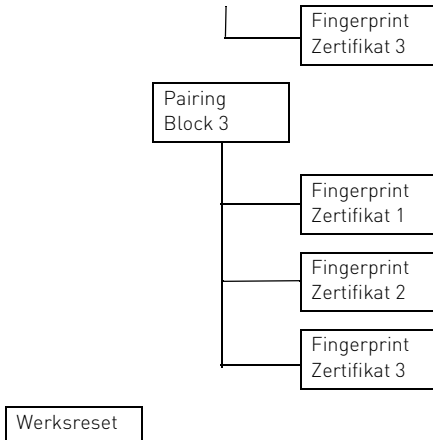 Fingerprint
Zertifikat 3
Pairing
Block 3
Fingerprint
Zertifikat 1
Fingerprint
Zertifikat 2
Fingerprint
Zertifikat 3
Werksreset